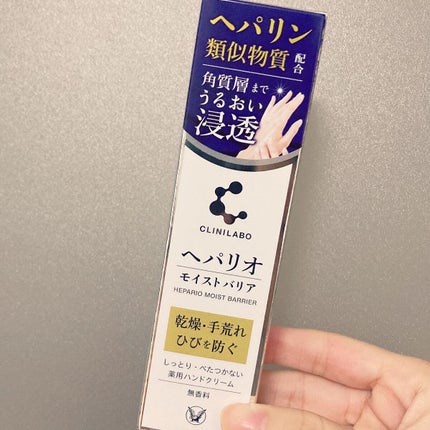 ヘパリン
類似物質 配合
角質層まで
うるおい
浸透
CLINILABO
ヘパリオ
モイストバリア
HEPARIO MOIST BARRIER
乾燥・手荒れ
ひびを防ぐ
しっとり・べたつかない
薬用ハンドクリーム
無香料